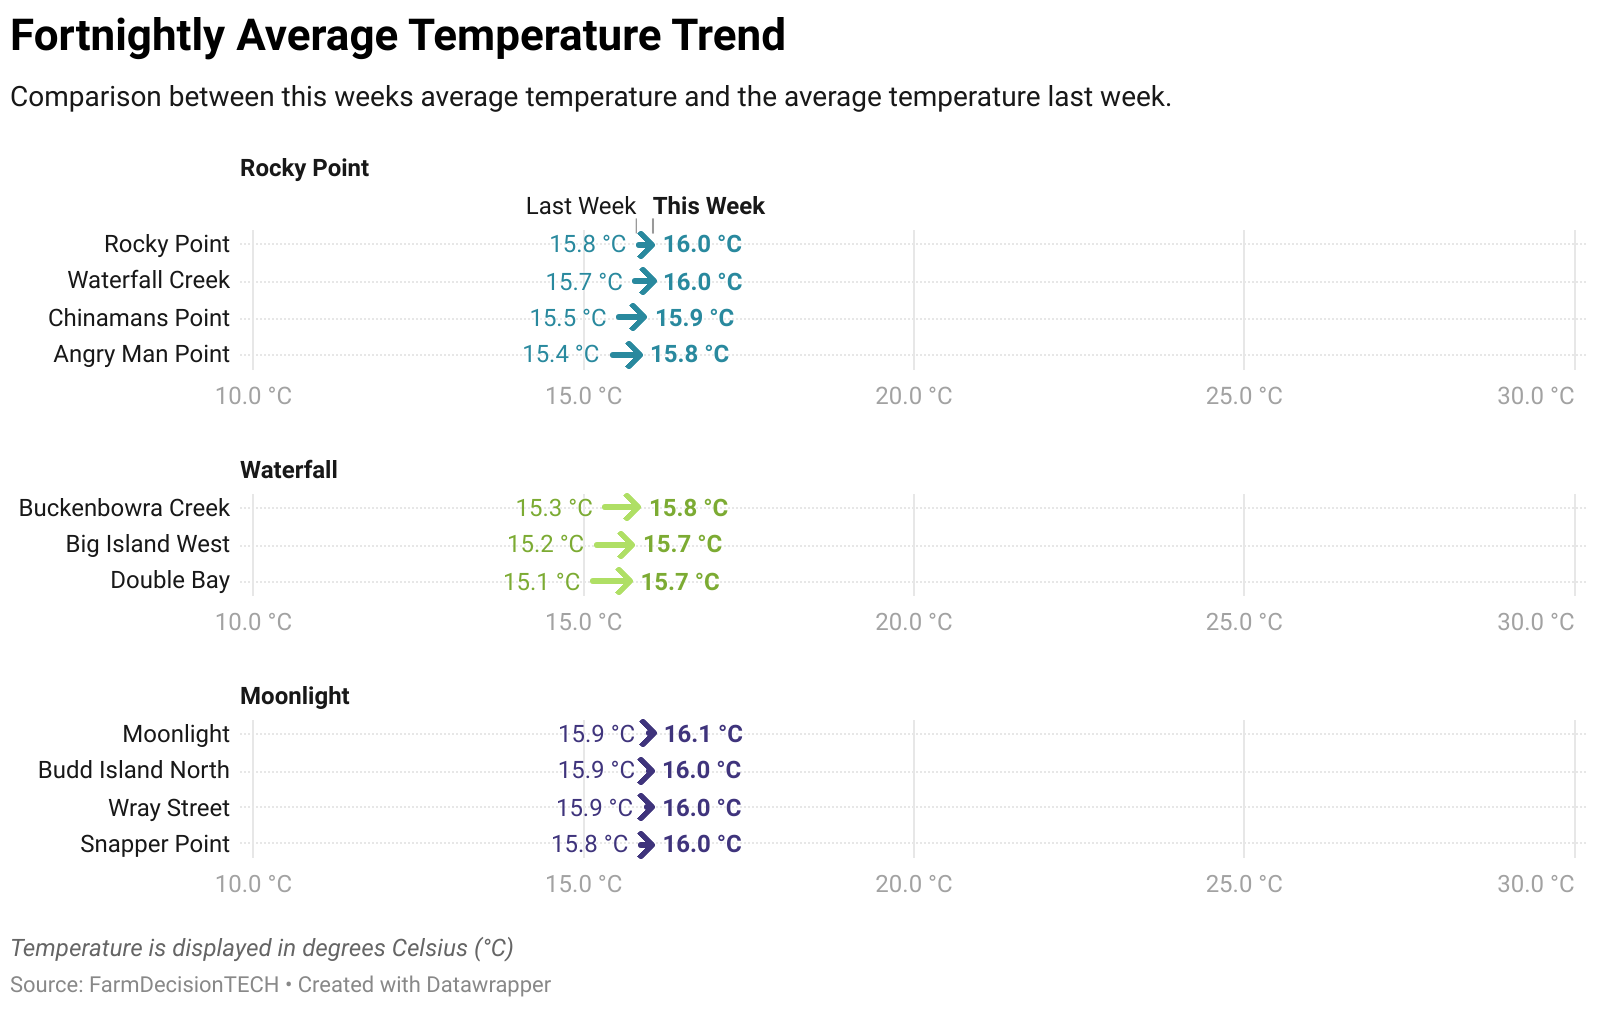 Fortnightly Average Temperature Trend
Comparison between this weeks average temperature and the average temperature last week.
Rocky Point
Last Week This Week
Rocky Point 15.8 °C 16.0 °C
Waterfall Creek 15.7 °C 16.0 °C
Chinamans Point 15.5 °C 15.9 °C
Angry Man Point 15.4 °C 15.8 °C
10.0 °C 15.0 °C 20.0 °C 25.0 °C 30.0 °C
Waterfall
Buckenbowra Creek 15.3 °C 15.8 °C
Big Island West 15.2 °C 15.7 °C
Double Bay 15.1 °C 15.7 °C
10.0 °C 15.0 °C 20.0 °C 25.0 °C 30.0 °C
Moonlight
Moonlight 15.9 °C 16.1 °C
Budd Island North 15.9 °C 16.0 °C
Wray Street 15.9 °C 16.0 °C
Snapper Point 15.8 °C 16.0 °C
10.0 °C 15.0 °C 20.0 °C 25.0 °C 30.0 °C
Temperature is displayed in degrees Celsius (°C)
Source: FarmDecisionTECH • Created with Datawrapper